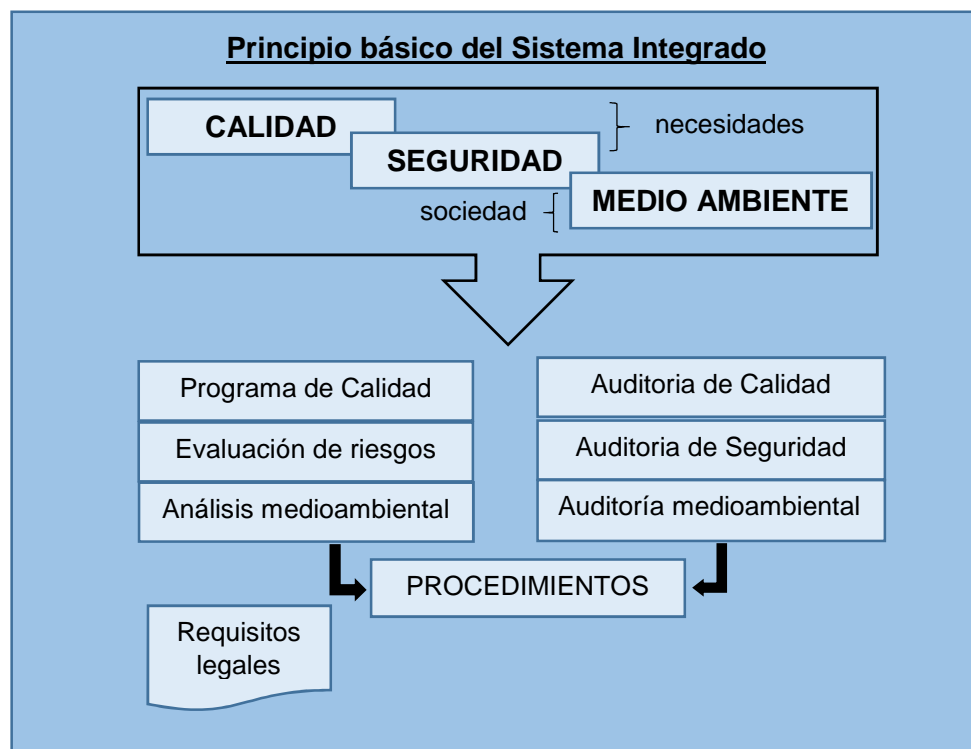 Principio básico del Sistema Integrado
CALIDAD
necesidades
SEGURIDAD
MEDIO AMBIENTE
sociedad
Programa de Calidad
Evaluación de riesgos
Análisis medioambiental
Auditoria de Calidad
Auditoria de Seguridad
Auditoría medioambiental
PROCEDIMIENTOS
Requisitos
legales